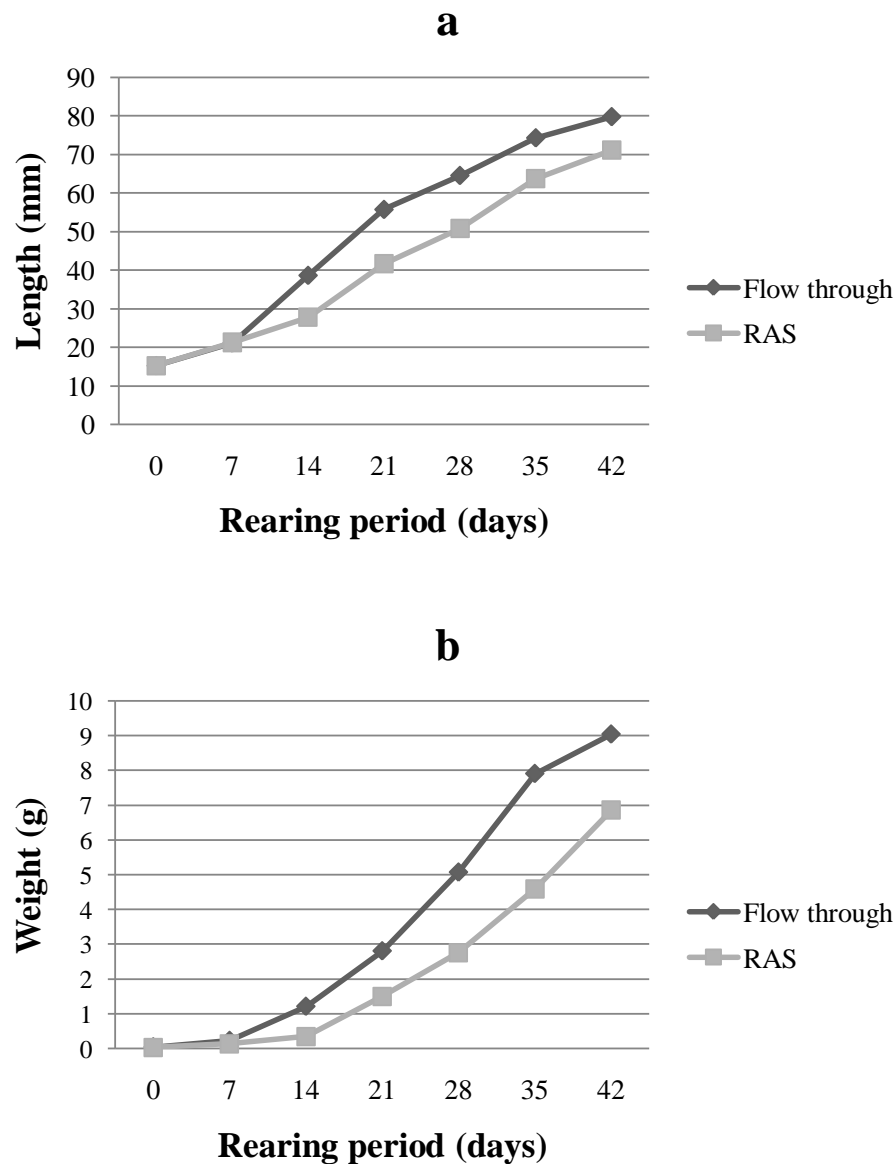 a
90
80
70
60
50
40
30
20
10
0
Length (mm)
0 7 14 21 28 35 42
Rearing period (days)
Flow through
RAS
b
10
9
8
7
6
5
4
3
2
1
0
Weight (g)
0 7 14 21 28 35 42
Rearing period (days)
Flow through
RAS